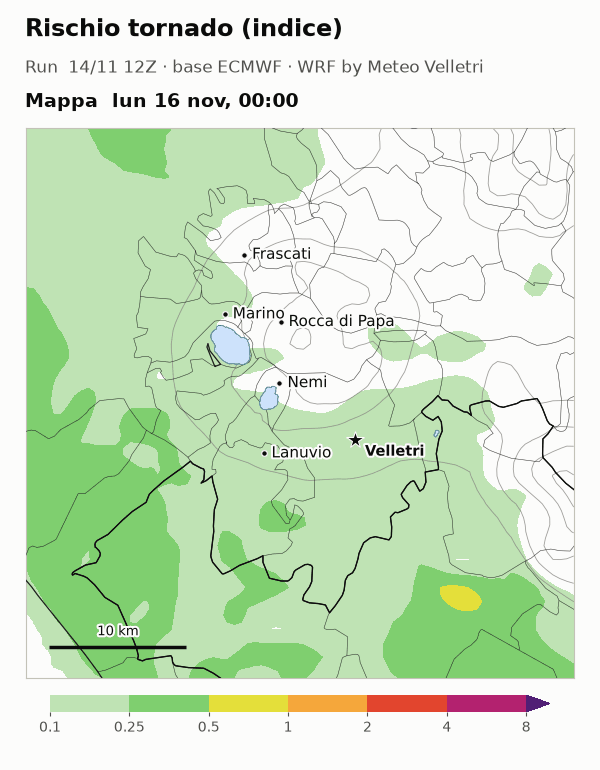 Rischio tornado (indice)
Run  14/11 12Z · base ECMWF · WRF by Meteo Velletri
Mappa  lun 16 nov, 00:00
Frascati
Marino
Rocca di Papa
Nemi
Velletri
Lanuvio
10 km
0.1 0.25 0.5 1 2 4 8